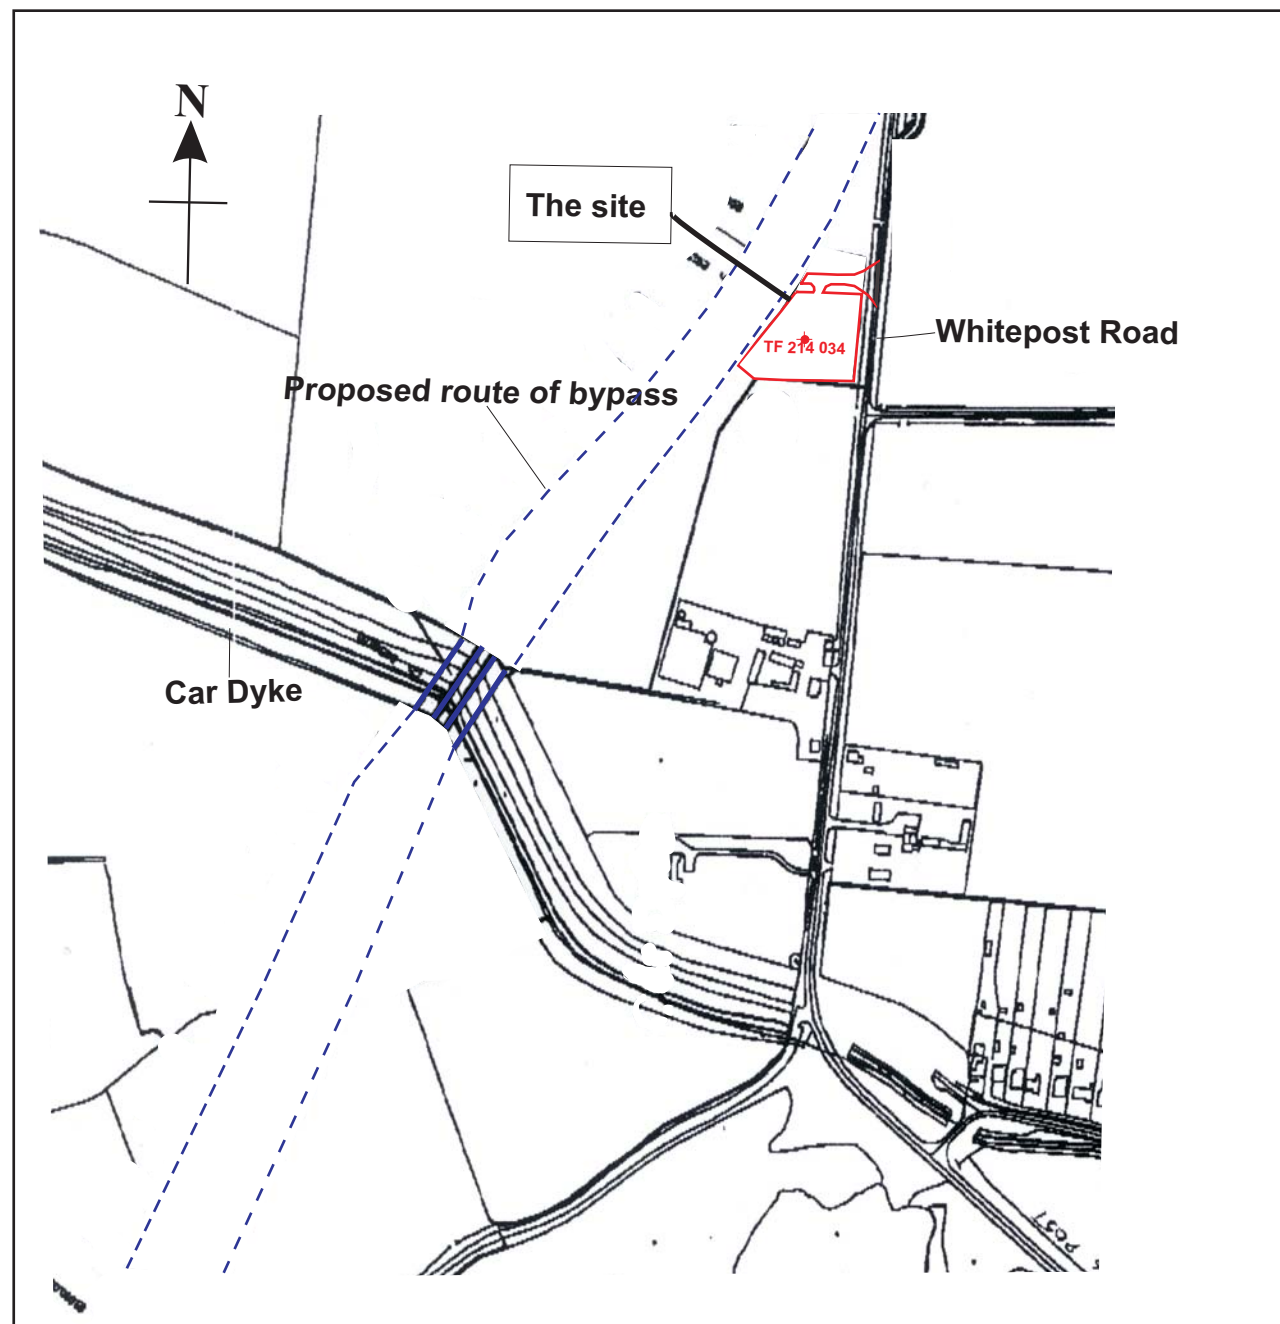 N
The site
Whitepost Road
TF 214 034
Proposed route of bypass
Car Dyke